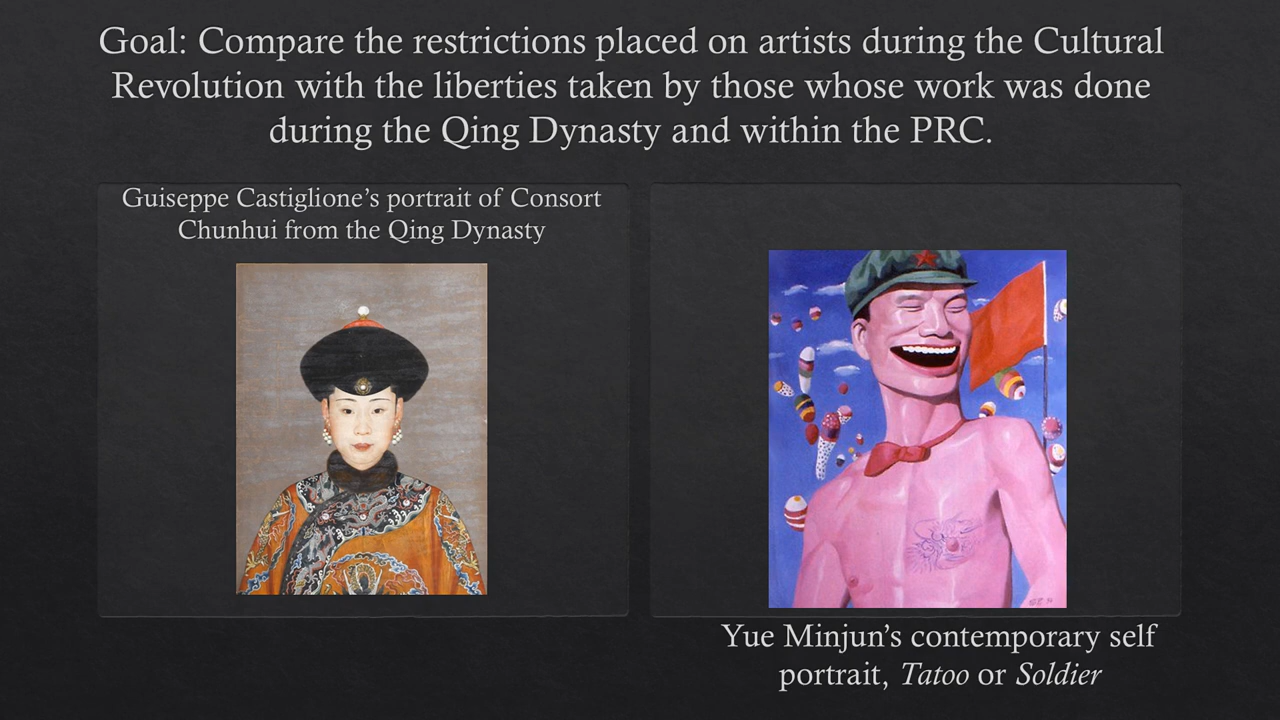 Goal: Compare the restrictions placed on artists during the Cultural
Revolution with the liberties taken by those whose work was done
during the Qing Dynasty and within the PRC.
Guiseppe Castiglione’s portrait of Consort
Chunhui from the Qing Dynasty
Yue Minjun’s contemporary self
portrait, Tatoo or Soldier